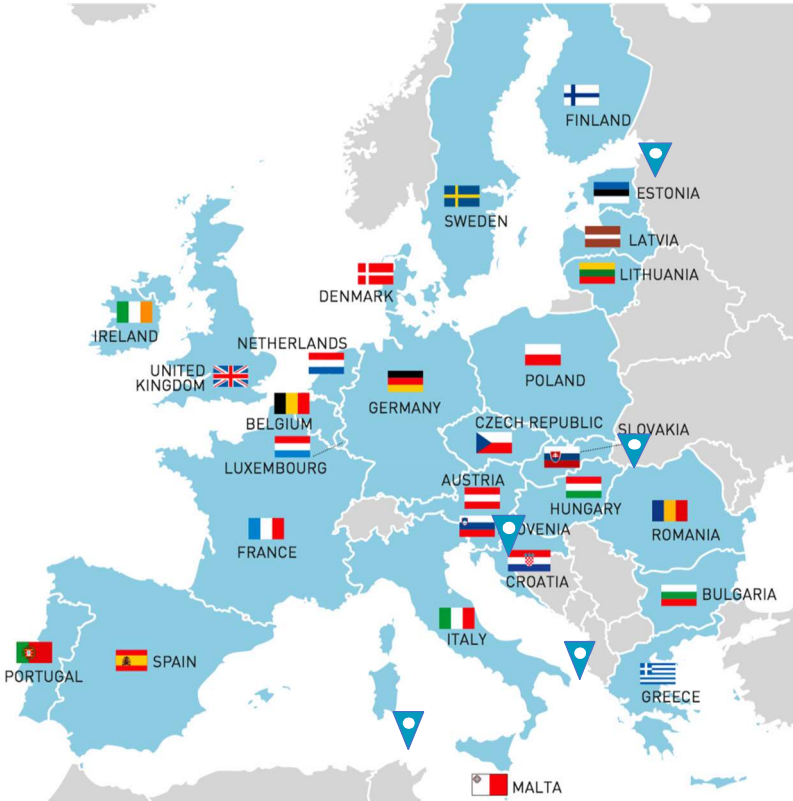 FINLAND
ESTONIA
SWEDEN
LATVIA
LITHUANIA
DENMARK
IRELAND
NETHERLANDS
UNITED
KINGDOM
POLAND
GERMANY
BELGIUM
CZECH REPUBLIC
SLOVAKIA
LUXEMBOURG
AUSTRIA
HUNGARY
OVENIA
ROMANIA
FRANCE
CROATIA
BULGARIA
ITALY
SPAIN
PORTUGAL
GREECE
MALTA